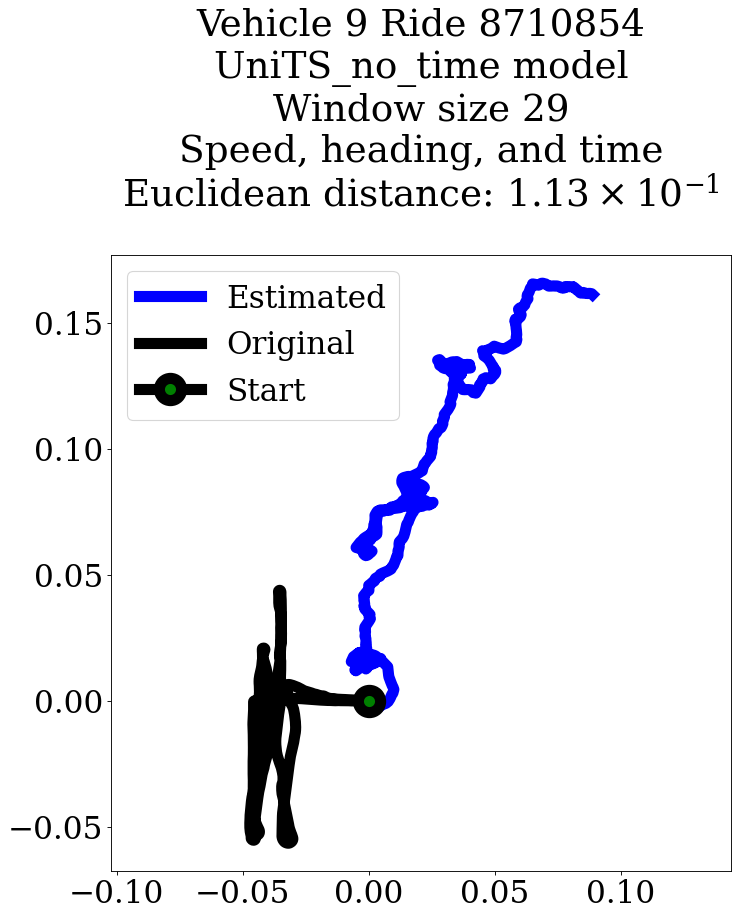 Vehicle 9 Ride 8710854
UniTS_no_time model
Window size 29
Speed, heading, and time
Euclidean distance: 1.13 × 10⁻¹
Estimated
Original
Start
0.15
0.10
0.05
0.00
−0.05
−0.10 −0.05 0.00 0.05 0.10